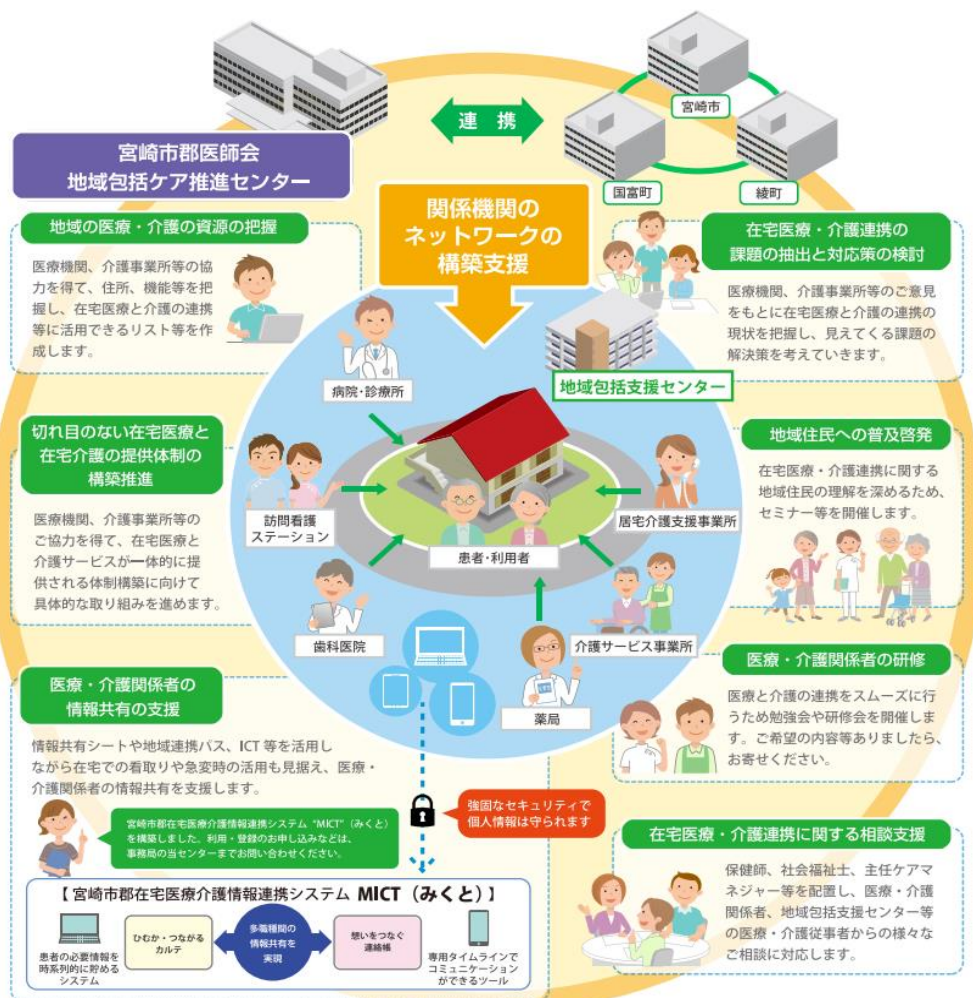 連 携
宮崎市
国富町
綾町
宮崎市郡医師会
地域包括ケア推進センター
関係機関の
ネットワークの
構築支援
地域の医療・介護の資源の把握
医療機関、介護事業所等の協
力を得て、住所、機能等を把
握し、在宅医療と介護の連携
等に活用できるリスト等を作
成します。
在宅医療・介護連携の
課題の抽出と対応策の検討
医療機関、介護事業所等のご意見
をもとに在宅医療と介護の連携の
現状を把握し、見えてくる課題の
解決策を考えていきます。
病院・診療所
地域包括支援センター
切れ目のない在宅医療と
在宅介護の提供体制の
構築推進
医療機関、介護事業所等の
ご協力を得て、在宅医療と
介護サービスが一体的に提
供される体制構築に向けて
具体的な取り組みを進めます。
訪問看護
ステーション
患者・利用者
居宅介護支援事業所
地域住民への普及啓発
在宅医療・介護連携に関する
地域住民の理解を深めるため、
セミナー等を開催します。
歯科医院
介護サービス事業所
薬局
医療・介護関係者の
情報共有の支援
情報共有シートや地域連携パス、ICT 等を活用し
ながら在宅での看取りや急変時の活用も見据え、医療・
介護関係者の情報共有を支援します。
宮崎市郡在宅医療介護情報連携システム “MICT”（みくと）
を構築しました。利用・登録のお申し込みなどは、
事務局の当センターまでお問い合わせください。
強固なセキュリティで
個人情報は守られます
医療・介護関係者の研修
医療と介護の連携をスムーズに行
うため勉強会や研修会を開催しま
す。ご希望の内容等ありましたら、
お寄せください。
在宅医療・介護連携に関する相談支援
保健師、社会福祉士、主任ケアマ
ネジャー等を配置し、医療・介護
関係者、地域包括支援センター等
の医療・介護従事者からの様々な
ご相談に対応します。
【 宮崎市郡在宅医療介護情報連携システム MICT（みくと）】
患者の必要情報を
時系列的に貯める
システム
ひむか・つながる
カルテ
多職種間の
情報共有を
実現
想いをつなぐ
連絡帳
専用タイムラインで
コミュニケーション
ができるツール